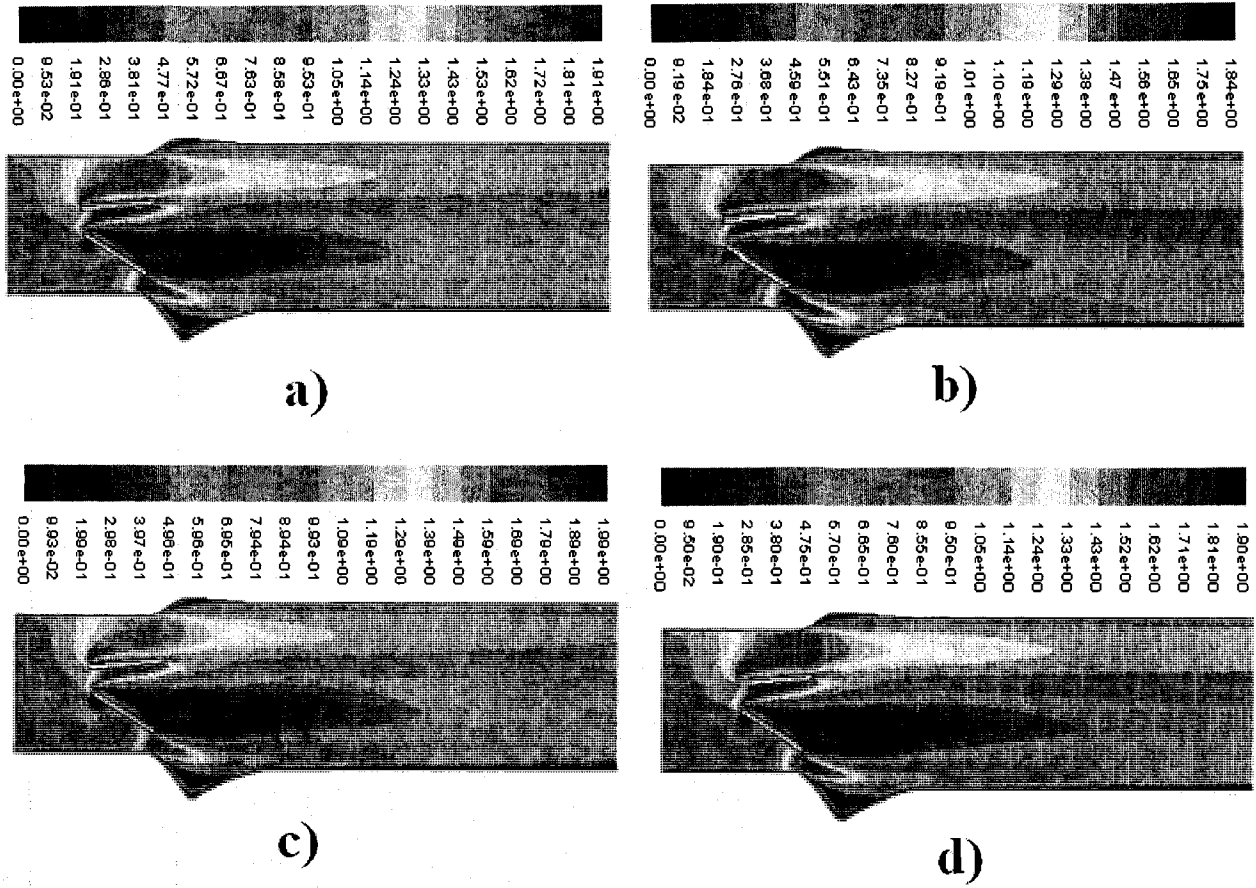 0.00e+00
9.53e-02
1.91e-01
2.86e-01
3.81e-01
4.77e-01
5.72e-01
6.67e-01
7.63e-01
8.58e-01
9.53e-01
1.05e+00
1.14e+00
1.24e+00
1.33e+00
1.43e+00
1.53e+00
1.62e+00
1.72e+00
1.81e+00
1.91e+00
a)
0.00e+00
9.19e-02
1.84e-01
2.76e-01
3.68e-01
4.59e-01
5.51e-01
6.43e-01
7.35e-01
8.27e-01
9.19e-01
1.01e+00
1.10e+00
1.19e+00
1.29e+00
1.38e+00
1.47e+00
1.56e+00
1.65e+00
1.75e+00
1.84e+00
b)
0.00e+00
9.93e-02
1.99e-01
2.98e-01
3.97e-01
4.96e-01
5.96e-01
6.95e-01
7.94e-01
8.94e-01
9.93e-01
1.09e+00
1.19e+00
1.29e+00
1.39e+00
1.49e+00
1.59e+00
1.69e+00
1.79e+00
1.89e+00
1.99e+00
c)
0.00e+00
9.50e-02
1.90e-01
2.85e-01
3.80e-01
4.75e-01
5.70e-01
6.65e-01
7.60e-01
8.55e-01
9.50e-01
1.05e+00
1.14e+00
1.24e+00
1.33e+00
1.43e+00
1.52e+00
1.62e+00
1.71e+00
1.81e+00
1.90e+00
d)